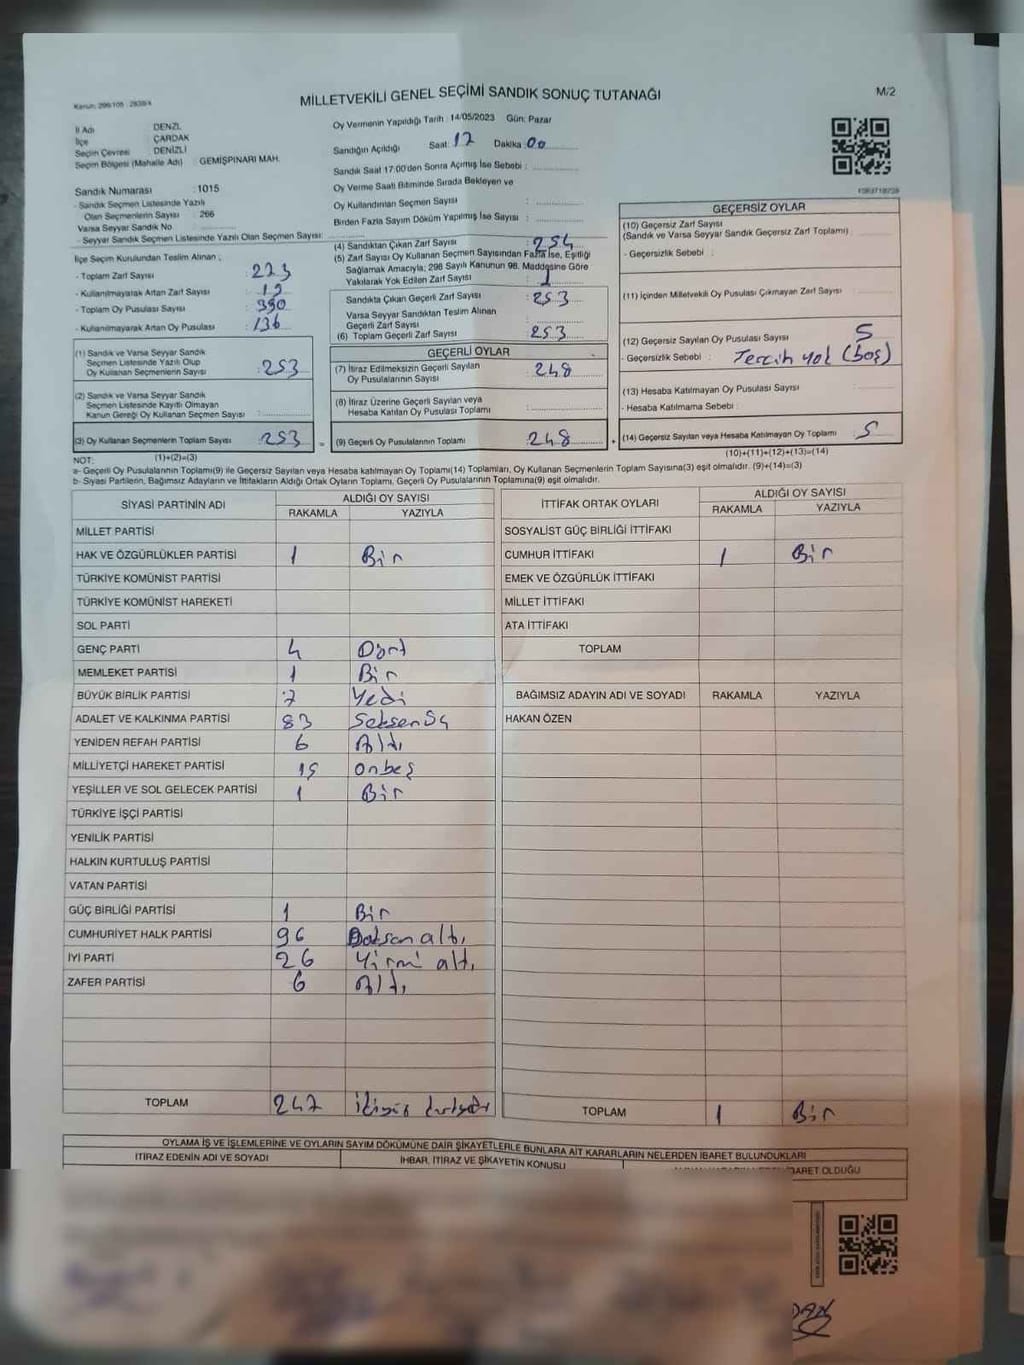 Kanun: 298/105 : 2839/4
MİLLETVEKİLİ GENEL SEÇİMİ SANDIK SONUÇ TUTANAĞI
M/2
İl Adı : DENZL
İlçe : ÇARDAK
Seçim Çevresi : DENİZLİ
Seçim Bölgesi (Mahalle Adı) : GEMİŞPINARI MAH.
Sandık Numarası : 1015
- Sandık Seçmen Listesinde Yazılı
Olan Seçmenlerin Sayısı : 266
Varsa Seyyar Sandık No
- Seyyar Sandık Seçmen Listesinde Yazılı Olan Seçmen Sayısı:
İlçe Seçim Kurulundan Teslim Alınan ;
- Toplam Zarf Sayısı : 273
- Kullanılmayarak Artan Zarf Sayısı : 19
- Toplam Oy Pusulası Sayısı : 390
- Kullanılmayarak Artan Oy Pusulası : 136
Oy Vermenin Yapıldığı Tarih : 14/05/2023 Gün: Pazar
Sandığın Açıldığı Saat: 17 Dakika 00
Sandık Saat 17:00'den Sonra Açılmış İse Sebebi :
Oy Verme Saati Bitiminde Sırada Bekleyen ve
Oy Kullandırılan Seçmen Sayısı :
Birden Fazla Sayım Döküm Yapılmış İse Sayısı :
(4) Sandıktan Çıkan Zarf Sayısı : 254
(5) Zarf Sayısı Oy Kullanan Seçmen Sayısından Fazla İse, Eşitliği
Sağlamak Amacıyla; 298 Sayılı Kanunun 98. Maddesine Göre
Yakılarak Yok Edilen Zarf Sayısı : 1
Sandıkta Çıkan Geçerli Zarf Sayısı : 253
Varsa Seyyar Sandıktan Teslim Alınan
Geçerli Zarf Sayısı
(6) Toplam Geçerli Zarf Sayısı : 253
GEÇERSİZ OYLAR
(10) Geçersiz Zarf Sayısı
(Sandık ve Varsa Seyyar Sandık Geçersiz Zarf Toplamı) :
- Geçersizlik Sebebi :
(11) İçinden Milletvekili Oy Pusulası Çıkmayan Zarf Sayısı
(12) Geçersiz Sayılan Oy Pusulası Sayısı : 5
- Geçersizlik Sebebi : Tercih yok (boş)
(13) Hesaba Katılmayan Oy Pusulası Sayısı
- Hesaba Katılmama Sebebi :
(14) Geçersiz Sayılan veya Hesaba Katılmayan Oy Toplamı 5
(10)+(11)+(12)+(13)=(14)
(1) Sandık ve Varsa Seyyar Sandık
Seçmen Listesinde Yazılı Olup
Oy Kullanan Seçmenlerin Sayısı : 253
(2) Sandık ve Varsa Seyyar Sandık
Seçmen Listesinde Kayıtlı Olmayan
Kanun Gereği Oy Kullanan Seçmen Sayısı :
(3) Oy Kullanan Seçmenlerin Toplam Sayısı 253 =
(1)+(2)=(3)
GEÇERLİ OYLAR
(7) İtiraz Edilmeksizin Geçerli Sayılan
Oy Pusulalarının Sayısı : 248
(8) İtiraz Üzerine Geçerli Sayılan veya
Hesaba Katılan Oy Pusulası Toplamı :
(9) Geçerli Oy Pusulalarının Toplamı 248 +
NOT:
a- Geçerli Oy Pusulalarının Toplamı(9) ile Geçersiz Sayılan veya Hesaba katılmayan Oy Toplamı(14) Toplamları, Oy Kullanan Seçmenlerin Toplam Sayısına(3) eşit olmalıdır. (9)+(14)=(3)
b- Siyasi Partilerin, Bağımsız Adayların ve İttifakların Aldığı Ortak Oyların Toplamı, Geçerli Oy Pusulalarının Toplamına(9) eşit olmalıdır.
SİYASİ PARTİNİN ADI ALDIĞI OY SAYISI
RAKAMLA YAZIYLA
MİLLET PARTİSİ
HAK VE ÖZGÜRLÜKLER PARTİSİ 1 Bir
TÜRKİYE KOMÜNİST PARTİSİ
TÜRKİYE KOMÜNİST HAREKETİ
SOL PARTİ
GENÇ PARTİ 4 Dört
MEMLEKET PARTİSİ 1 Bir
BÜYÜK BİRLİK PARTİSİ 7 Yedi
ADALET VE KALKINMA PARTİSİ 83 Seksen üç
YENİDEN REFAH PARTİSİ 6 Altı
MİLLİYETÇİ HAREKET PARTİSİ 15 onbeş
YEŞİLLER VE SOL GELECEK PARTİSİ 1 Bir
TÜRKİYE İŞÇİ PARTİSİ
YENİLİK PARTİSİ
HALKIN KURTULUŞ PARTİSİ
VATAN PARTİSİ
GÜÇ BİRLİĞİ PARTİSİ 1 Bir
CUMHURİYET HALK PARTİSİ 96 Doksan altı
İYİ PARTİ 26 Yirmi altı
ZAFER PARTİSİ 6 Altı
TOPLAM 247
İTTİFAK ORTAK OYLARI ALDIĞI OY SAYISI
RAKAMLA YAZIYLA
SOSYALİST GÜÇ BİRLİĞİ İTTİFAKI
CUMHUR İTTİFAKI 1 Bir
EMEK VE ÖZGÜRLÜK İTTİFAKI
MİLLET İTTİFAKI
ATA İTTİFAKI
TOPLAM
BAĞIMSIZ ADAYIN ADI VE SOYADI RAKAMLA YAZIYLA
HAKAN ÖZEN
TOPLAM 1 Bir
OYLAMA İŞ VE İŞLEMLERİNE VE OYLARIN SAYIM DÖKÜMÜNE DAİR ŞİKAYETLERLE BUNLARA AİT KARARLARIN NELERDEN İBARET BULUNDUKLARI
İTİRAZ EDENİN ADI VE SOYADI İHBAR, İTİRAZ VE ŞİKAYETİN KONUSU İBARET OLDUĞU